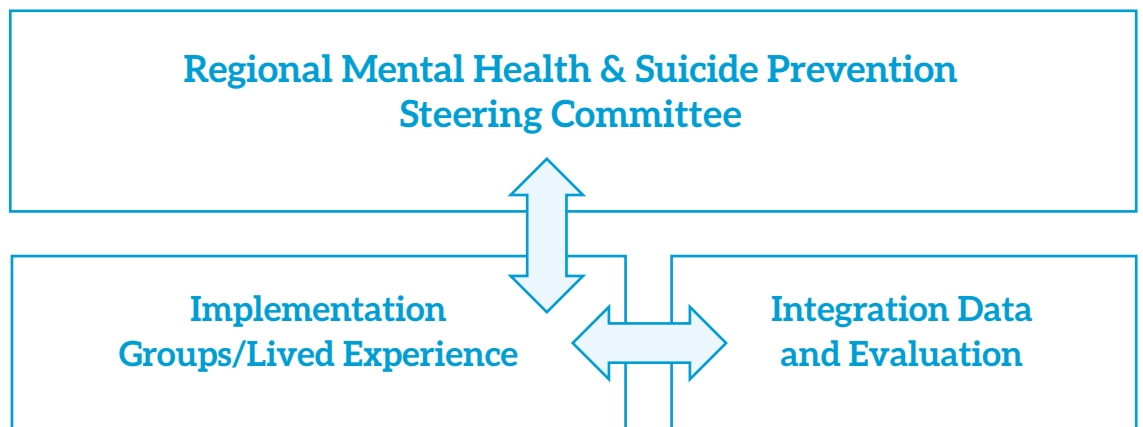 Regional Mental Health & Suicide Prevention
Steering Committee
Implementation
Groups/Lived Experience
Integration Data
and Evaluation